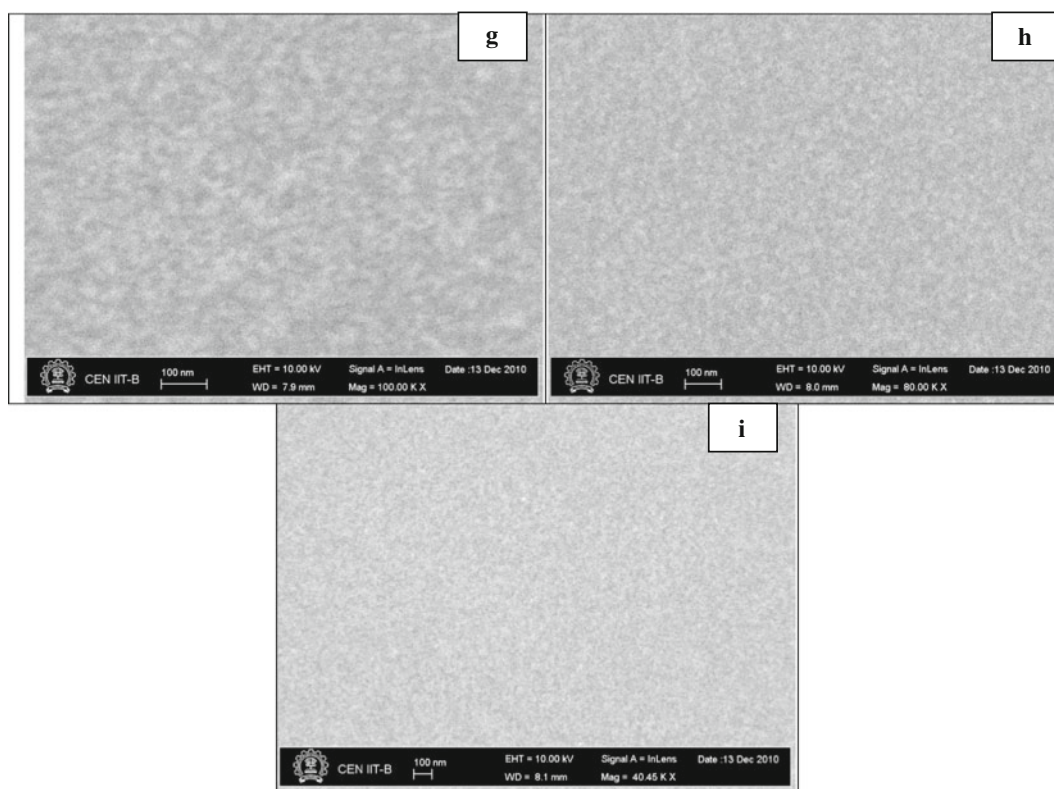 g
100 nm
CEN IIT-B
EHT = 10.00 kV
WD = 7.9 mm
Signal A = InLens
Mag = 100.00 K X
Date :13 Dec 2010
h
100 nm
CEN IIT-B
EHT = 10.00 kV
WD = 8.0 mm
Signal A = InLens
Mag = 80.00 K X
Date :13 Dec 2010
i
100 nm
CEN IIT-B
EHT = 10.00 kV
WD = 8.1 mm
Signal A = InLens
Mag = 40.45 K X
Date :13 Dec 2010